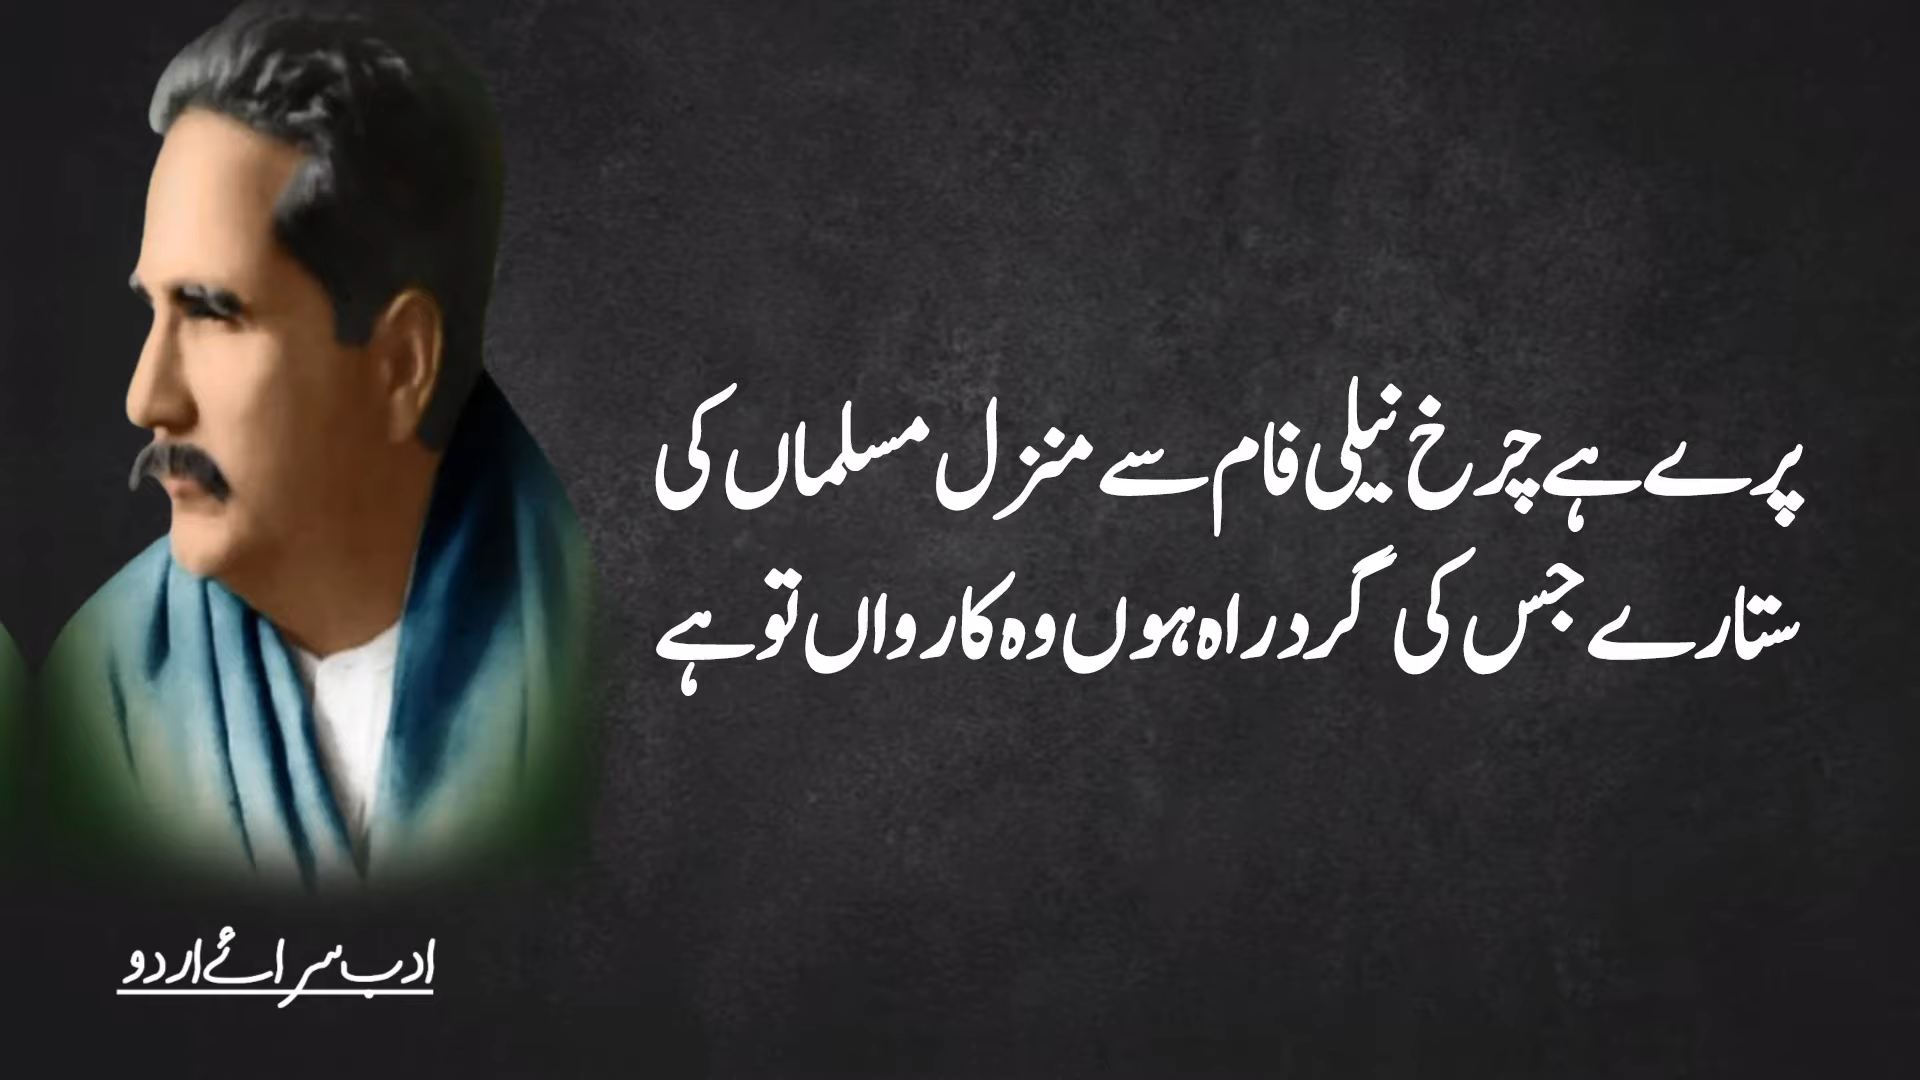 پرے ہے چرخ نیلی فام سے منزل مسلماں کی
ستارے جس کی گرد راہ ہوں وہ کارواں تو ہے
ادب سرائے اردو